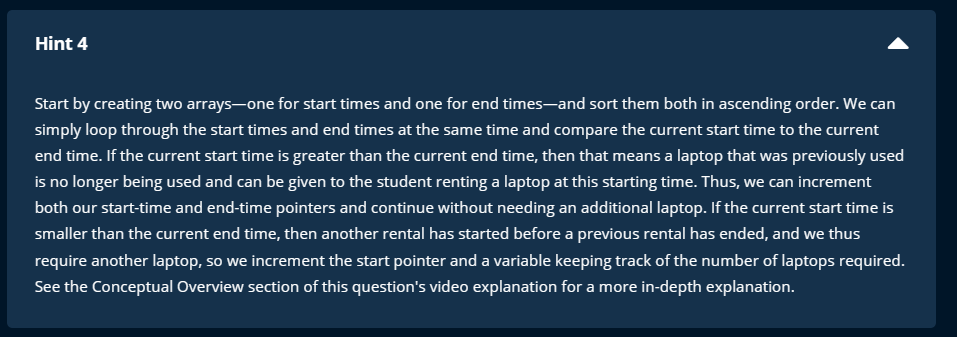 Hint 4
Start by creating two arrays—one for start times and one for end times—and sort them both in ascending order. We can
simply loop through the start times and end times at the same time and compare the current start time to the current
end time. If the current start time is greater than the current end time, then that means a laptop that was previously used
is no longer being used and can be given to the student renting a laptop at this starting time. Thus, we can increment
both our start-time and end-time pointers and continue without needing an additional laptop. If the current start time is
smaller than the current end time, then another rental has started before a previous rental has ended, and we thus
require another laptop, so we increment the start pointer and a variable keeping track of the number of laptops required.
See the Conceptual Overview section of this question's video explanation for a more in-depth explanation.